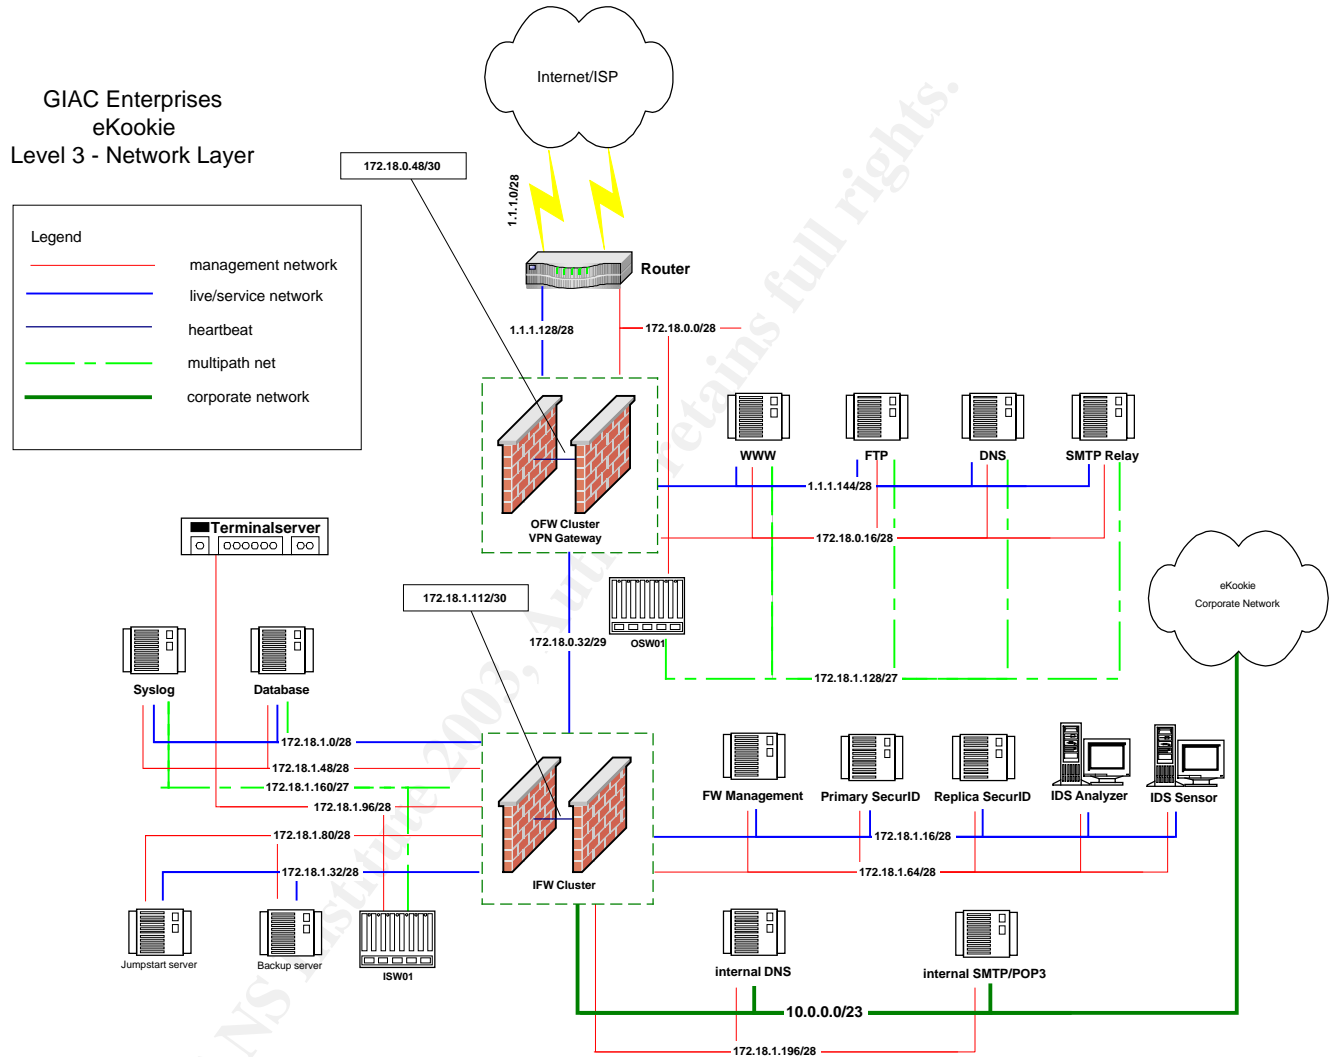 Internet/ISP
GIAC Enterprises
eKookie
Level 3 - Network Layer
172.18.0.48/30
1.1.1.0/28
Legend
management network
live/service network
heartbeat
multipath net
corporate network
Router
1.1.1.128/28
172.18.0.0/28
WWW
FTP
DNS
SMTP Relay
1.1.1.144/28
172.18.0.16/28
OFW Cluster
VPN Gateway
Terminalserver
172.18.1.112/30
172.18.0.32/29
OSW01
eKookie
Corporate Network
172.18.1.128/27
Syslog
Database
172.18.1.0/28
172.18.1.48/28
172.18.1.160/27
172.18.1.96/28
172.18.1.80/28
172.18.1.32/28
FW Management
Primary SecurID
Replica SecurID
IDS Analyzer
IDS Sensor
172.18.1.16/28
172.18.1.64/28
IFW Cluster
Jumpstart server
Backup server
ISW01
internal DNS
internal SMTP/POP3
10.0.0.0/23
172.18.1.196/28
NS Institute 2003, Aut retains full rights.